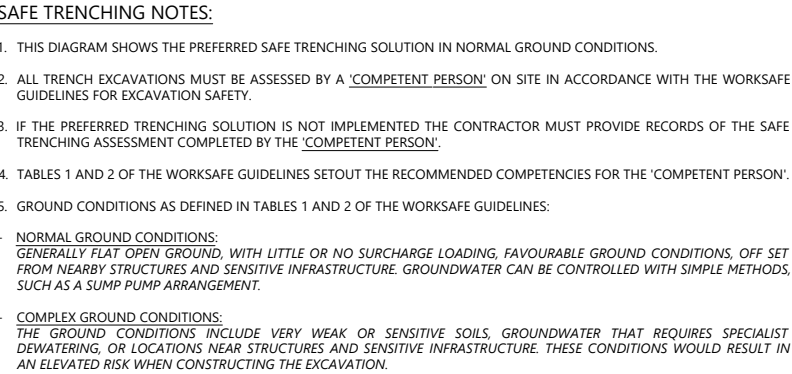 SAFE TRENCHING NOTES:
1. THIS DIAGRAM SHOWS THE PREFERRED SAFE TRENCHING SOLUTION IN NORMAL GROUND CONDITIONS.
2. ALL TRENCH EXCAVATIONS MUST BE ASSESSED BY A 'COMPETENT PERSON' ON SITE IN ACCORDANCE WITH THE WORKSAFE
GUIDELINES FOR EXCAVATION SAFETY.
3. IF THE PREFERRED TRENCHING SOLUTION IS NOT IMPLEMENTED THE CONTRACTOR MUST PROVIDE RECORDS OF THE SAFE
TRENCHING ASSESSMENT COMPLETED BY THE 'COMPETENT PERSON'.
4. TABLES 1 AND 2 OF THE WORKSAFE GUIDELINES SETOUT THE RECOMMENDED COMPETENCIES FOR THE 'COMPETENT PERSON'.
5. GROUND CONDITIONS AS DEFINED IN TABLES 1 AND 2 OF THE WORKSAFE GUIDELINES:
- NORMAL GROUND CONDITIONS:
GENERALLY FLAT OPEN GROUND, WITH LITTLE OR NO SURCHARGE LOADING, FAVOURABLE GROUND CONDITIONS, OFF SET
FROM NEARBY STRUCTURES AND SENSITIVE INFRASTRUCTURE. GROUNDWATER CAN BE CONTROLLED WITH SIMPLE METHODS,
SUCH AS A SUMP PUMP ARRANGEMENT.
- COMPLEX GROUND CONDITIONS:
THE GROUND CONDITIONS INCLUDE VERY WEAK OR SENSITIVE SOILS, GROUNDWATER THAT REQUIRES SPECIALIST
DEWATERING, OR LOCATIONS NEAR STRUCTURES AND SENSITIVE INFRASTRUCTURE. THESE CONDITIONS WOULD RESULT IN
AN ELEVATED RISK WHEN CONSTRUCTING THE EXCAVATION.